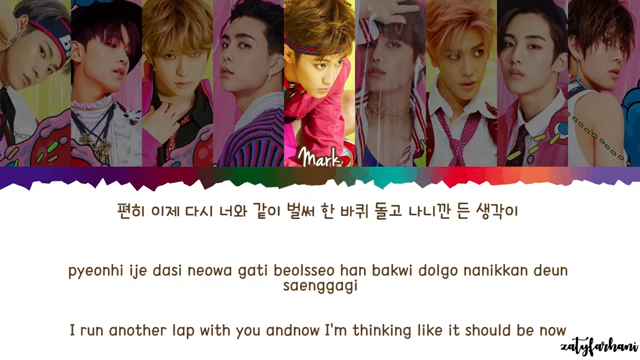 Mark
편히 이제 다시 너와 같이 벌써 한 바퀴 돌고 나니깐 든 생각이
pyeonhi ije dasi neowa gati beolsseo han bakwi dolgo nanikkan deun
saenggagi
I run another lap with you andnow I'm thinking like it should be now
zatyfarhani